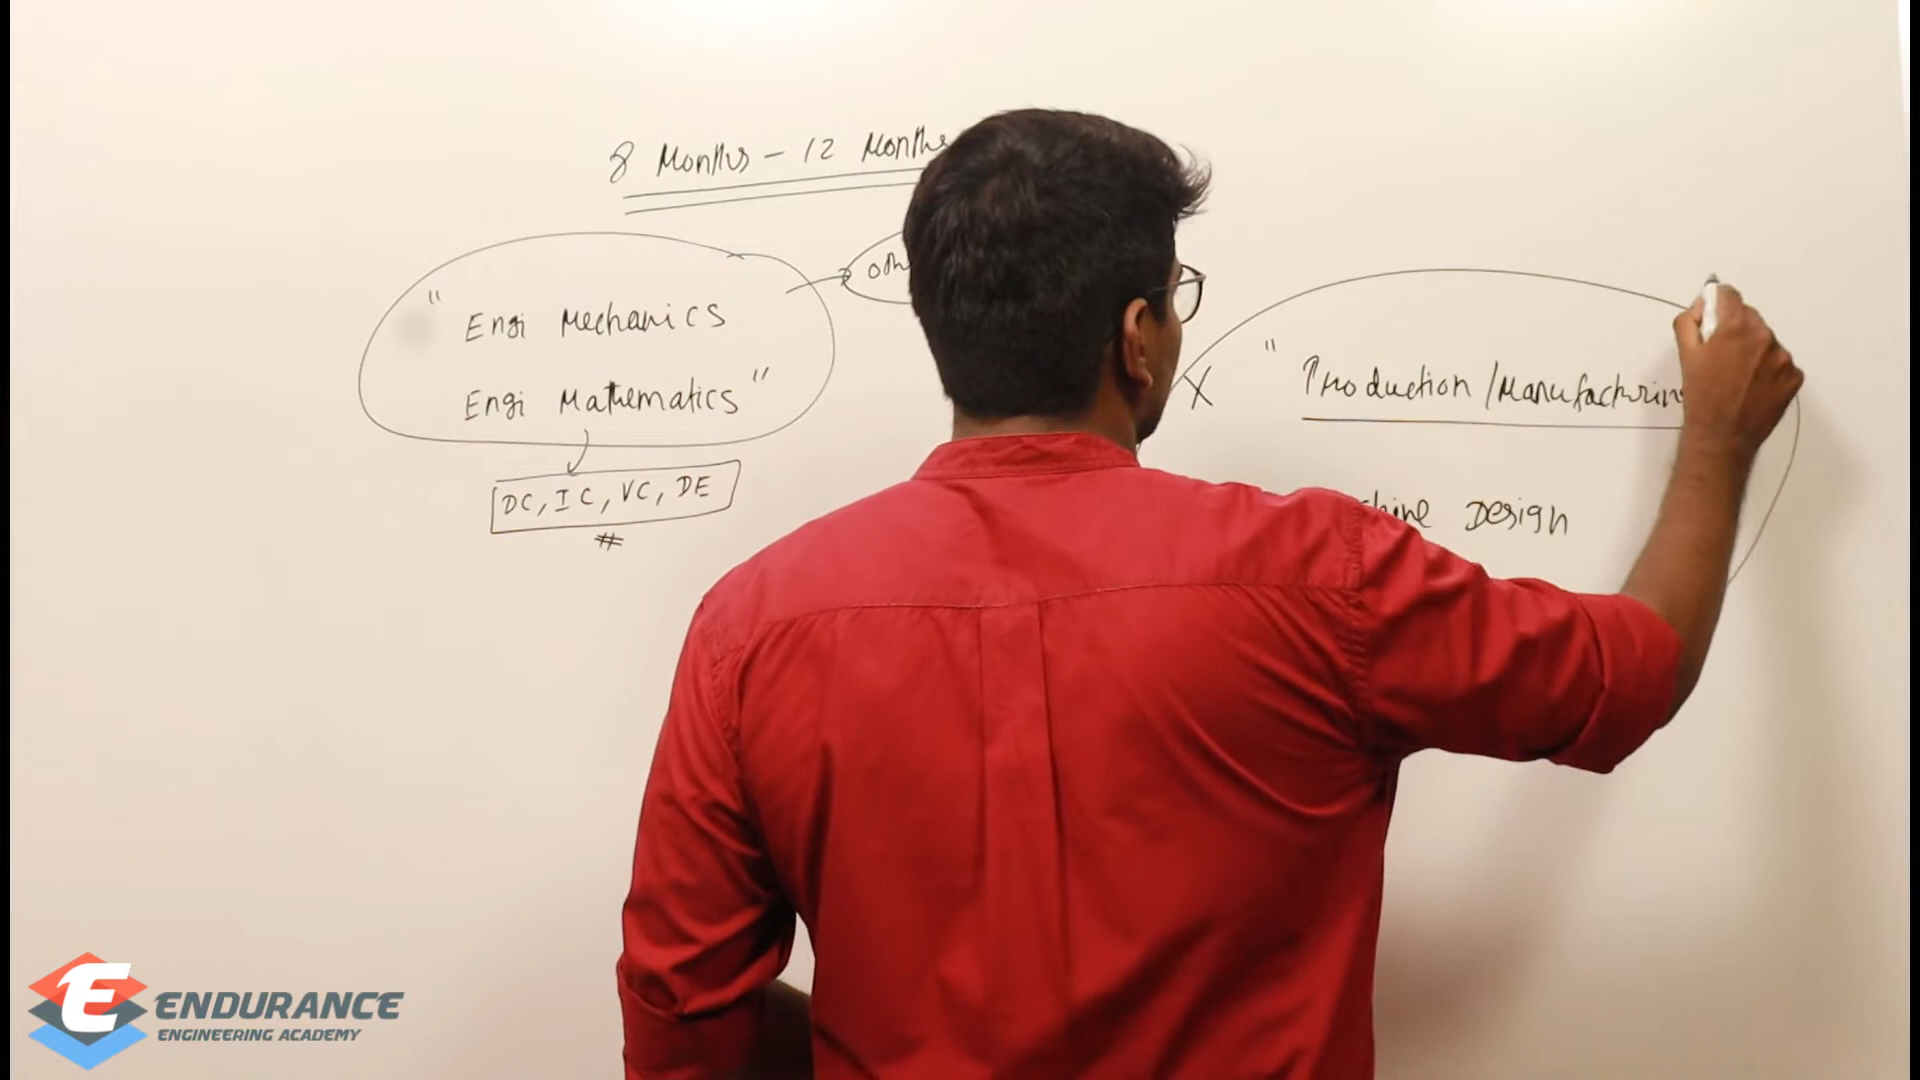 8 Months - 12 Months
" Engi Mechanics
Engi Mathematics "
DC, IC, VC, DE
#
X
" Production / Manufacturing
Design
ENDURANCE
ENGINEERING ACADEMY